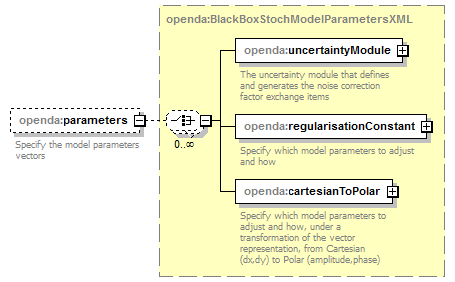 openda:BlackBoxStochModelParametersXML
openda:uncertaintyModule
The uncertainty module that defines
and generates the noise correction
factor exchange items
openda:parameters
Specify the model parameters
vectors
0..∞
openda:regularisationConstant
Specify which model parameters to adjust
and how
openda:cartesianToPolar
Specify which model parameters to
adjust and how, under a
transformation of the vector
representation, from Cartesian
(dx,dy) to Polar (amplitude,phase)